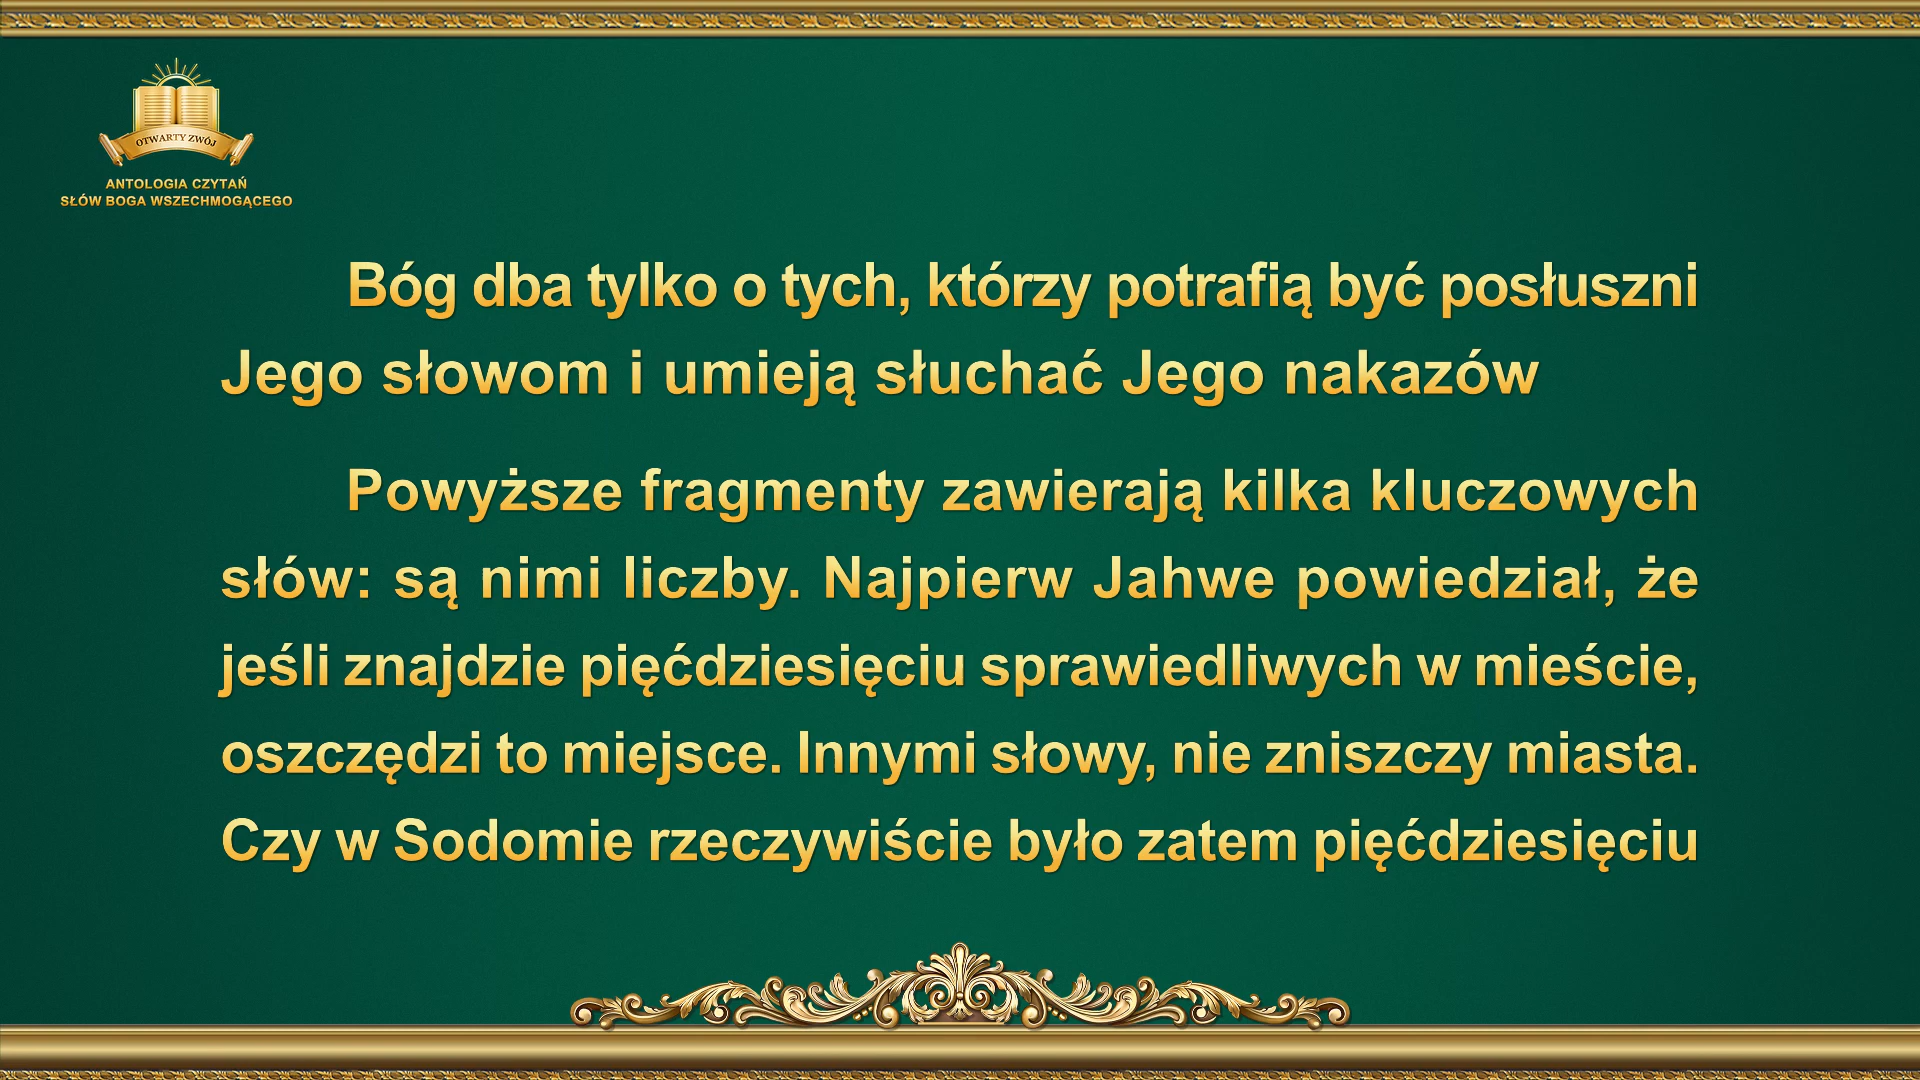 OTWARTY ZWÓJ
ANTOLOGIA CZYTAŃ
SŁÓW BOGA WSZECHMOGĄCEGO
Bóg dba tylko o tych, którzy potrafią być posłuszni
Jego słowom i umieją słuchać Jego nakazów
Powyższe fragmenty zawierają kilka kluczowych
słów: są nimi liczby. Najpierw Jahwe powiedział, że
jeśli znajdzie pięćdziesięciu sprawiedliwych w mieście,
oszczędzi to miejsce. Innymi słowy, nie zniszczy miasta.
Czy w Sodomie rzeczywiście było zatem pięćdziesięciu